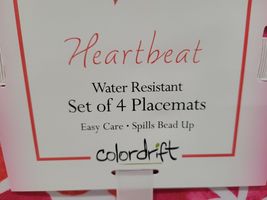 Heartbeat
Water Resistant
Set of 4 Placemats
Easy Care • Spills Bead Up
colordrift